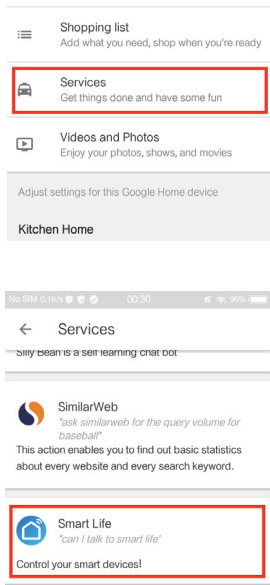 Shopping list
Add what you need, shop when you're ready
Services
Get things done and have some fun
Videos and Photos
Enjoy your photos, shows, and movies
Adjust settings for this Google Home device
Kitchen Home
No SIM 0.1K/s 00:30 96%
Services
Silly Bean is a self learning chat bot
SimilarWeb
"ask similarweb for the query volume for
baseball"
This action enables you to find out basic statistics
about every website and every search keyword.
Smart Life
"can I talk to smart life"
Control your smart devices!